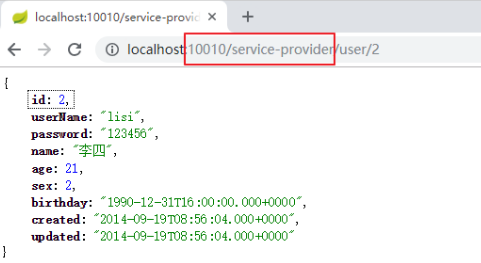 localhost:10010/service-provid
localhost:10010/service-provider/user/2
{
id: 2,
userName: "lisi",
password: "123456",
name: "李四",
age: 21,
sex: 2,
birthday: "1990-12-31T16:00:00.000+0000",
created: "2014-09-19T08:56:04.000+0000",
updated: "2014-09-19T08:56:04.000+0000"
}